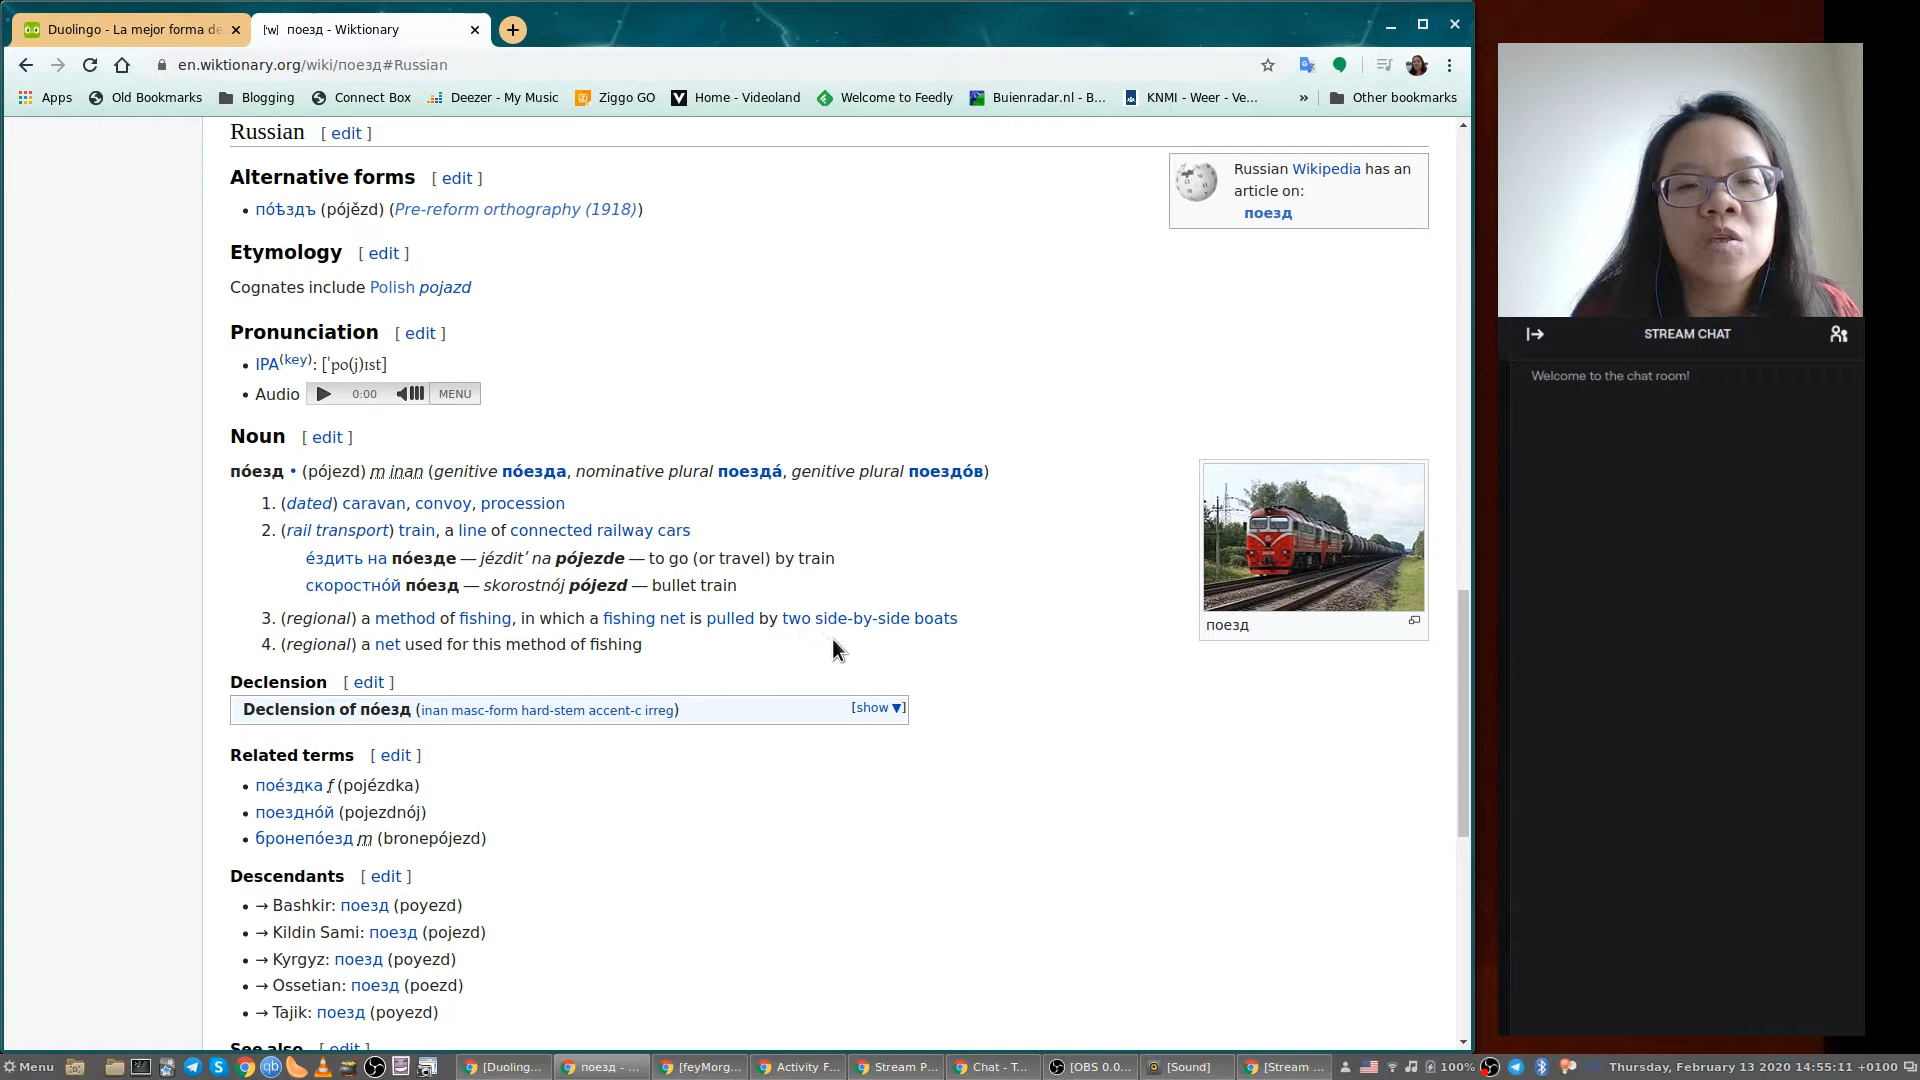 Duolingo - La mejor forma de
[w] поезд - Wiktionary
en.wiktionary.org/wiki/поезд#Russian
Apps Old Bookmarks Blogging Connect Box Deezer - My Music Ziggo GO Home - Videoland Welcome to Feedly Buienradar.nl - B... KNMI - Weer - Ve... » Other bookmarks
Russian [ edit ]
Alternative forms [ edit ]
• по́ѣздъ (pójězd) (Pre-reform orthography (1918))
Russian Wikipedia has an
article on:
поезд
Etymology [ edit ]
Cognates include Polish pojazd
Pronunciation [ edit ]
• IPA(key): [ˈpo(j)ɪst]
• Audio 0:00 MENU
Noun [ edit ]
по́езд • (pójezd) m inan (genitive по́езда, nominative plural поезда́, genitive plural поездо́в)
1. (dated) caravan, convoy, procession
2. (rail transport) train, a line of connected railway cars
е́здить на по́езде — jézditʹ na pójezde — to go (or travel) by train
скоростно́й по́езд — skorostnój pójezd — bullet train
3. (regional) a method of fishing, in which a fishing net is pulled by two side-by-side boats
4. (regional) a net used for this method of fishing
поезд
Declension [ edit ]
Declension of по́езд (inan masc-form hard-stem accent-c irreg) [show ▼]
Related terms [ edit ]
• пое́здка f (pojézdka)
• поездно́й (pojezdnój)
• бронепо́езд m (bronepójezd)
Descendants [ edit ]
• → Bashkir: поезд (poyezd)
• → Kildin Sami: поезд (pojezd)
• → Kyrgyz: поезд (poyezd)
• → Ossetian: поезд (poezd)
• → Tajik: поезд (poyezd)
See also [ edit ]
STREAM CHAT
Welcome to the chat room!
Menu [Duoling... поезд - ... [feyMorg... Activity F... Stream P... Chat - T... [OBS 0.0... [Sound] [Stream ... 100% Thursday, February 13 2020 14:55:11 +0100